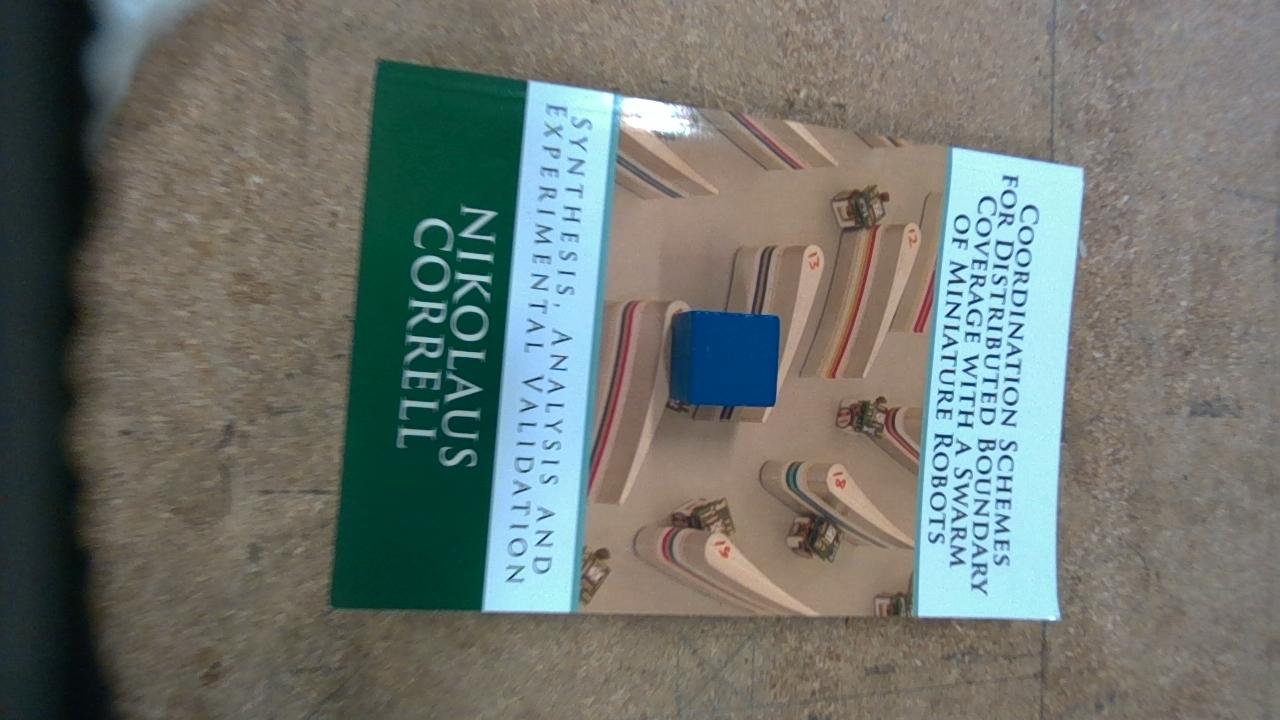 COORDINATION SCHEMES
FOR DISTRIBUTED BOUNDARY
COVERAGE WITH A SWARM
OF MINIATURE ROBOTS
12
13
18
19
SYNTHESIS, ANALYSIS AND
EXPERIMENTAL VALIDATION
NIKOLAUS
CORRELL